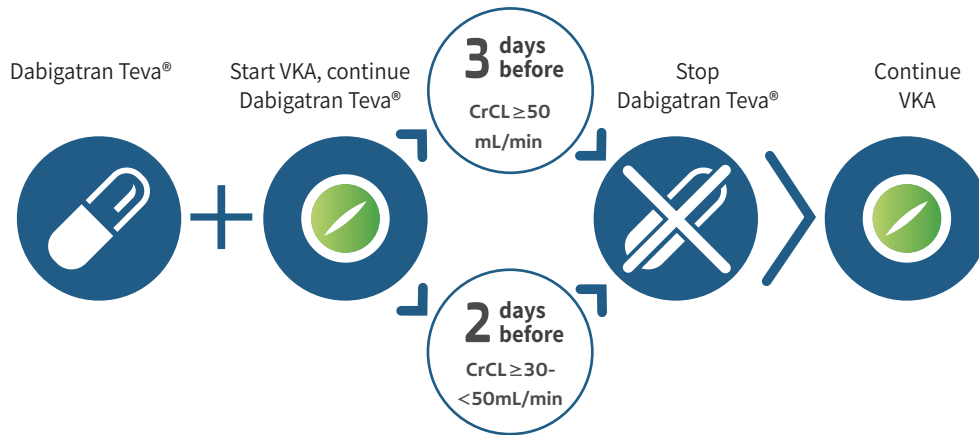 Dabigatran Teva®
Start VKA, continue
Dabigatran Teva®
3 days
before
CrCL≥50
mL/min
2 days
before
CrCL≥30-
<50mL/min
Stop
Dabigatran Teva®
Continue
VKA